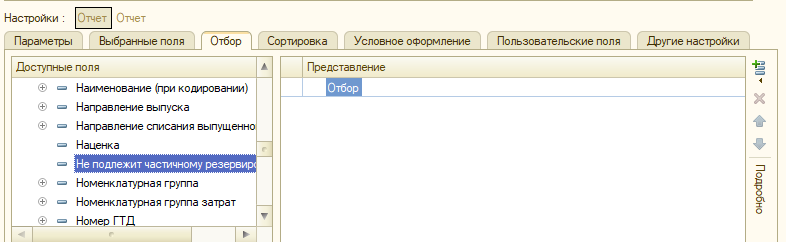 Настройки : Отчет Отчет
Параметры Выбранные поля Отбор Сортировка Условное оформление Пользовательские поля Другие настройки
Доступные поля Представление
Наименование (при кодировании) Отбор
Направление выпуска
Направление списания выпущенно
Наценка
Не подлежит частичному резервиро
Номенклатурная группа
Номенклатурная группа затрат
Номер ГТД
Подробно